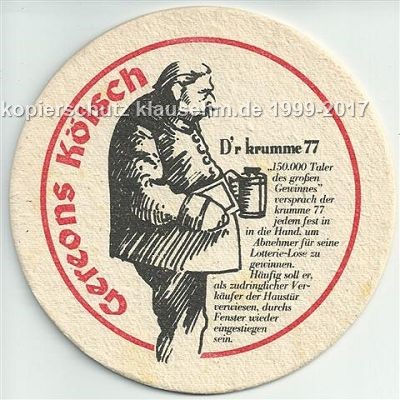 Gereons Kölsch
kopierschutz klausehm.de 1999-2017
D'r krumme 77
„150.000 Taler
des großen
Gewinnes"
versprach der
krumme 77
jedem fest in
in die Hand, um
Abnehmer für seine
Lotterie-Lose zu
gewinnen.
Häufig soll er,
als zudringlicher Ver-
käufer der Haustür
verwiesen, durchs
Fenster wieder
eingestiegen
sein.